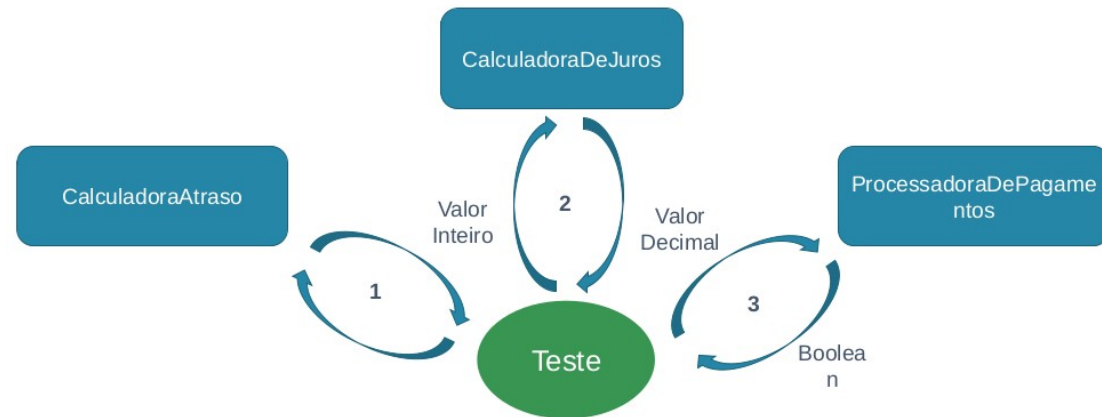 CalculadoraDeJuros
CalculadoraAtraso
ProcessadoraDePagame
ntos
Valor
Inteiro
2
Valor
Decimal
1
3
Teste
Boolea
n